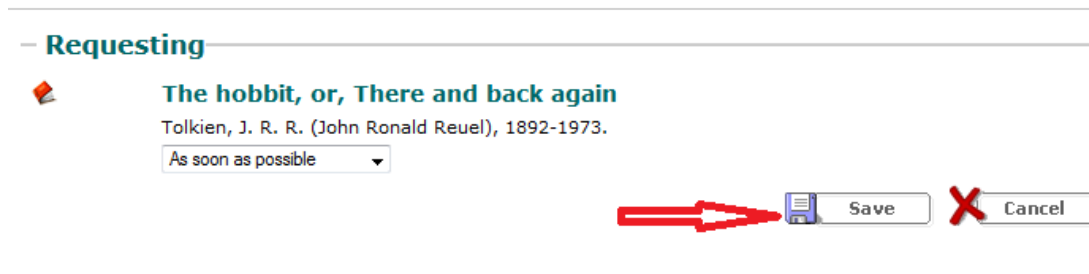 Requesting
The hobbit, or, There and back again
Tolkien, J. R. R. (John Ronald Reuel), 1892-1973.
As soon as possible
Save Cancel